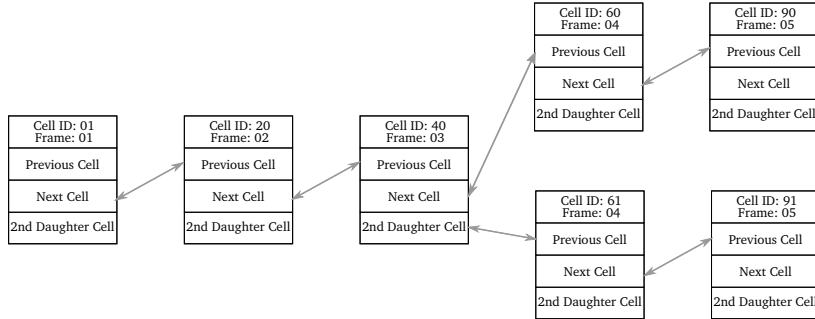 Cell ID: 01
Frame: 01
Previous Cell
Next Cell
2nd Daughter Cell
Cell ID: 20
Frame: 02
Previous Cell
Next Cell
2nd Daughter Cell
Cell ID: 40
Frame: 03
Previous Cell
Next Cell
2nd Daughter Cell
Cell ID: 60
Frame: 04
Previous Cell
Next Cell
2nd Daughter Cell
Cell ID: 90
Frame: 05
Previous Cell
Next Cell
2nd Daughter Cell
Cell ID: 61
Frame: 04
Previous Cell
Next Cell
2nd Daughter Cell
Cell ID: 91
Frame: 05
Previous Cell
Next Cell
2nd Daughter Cell